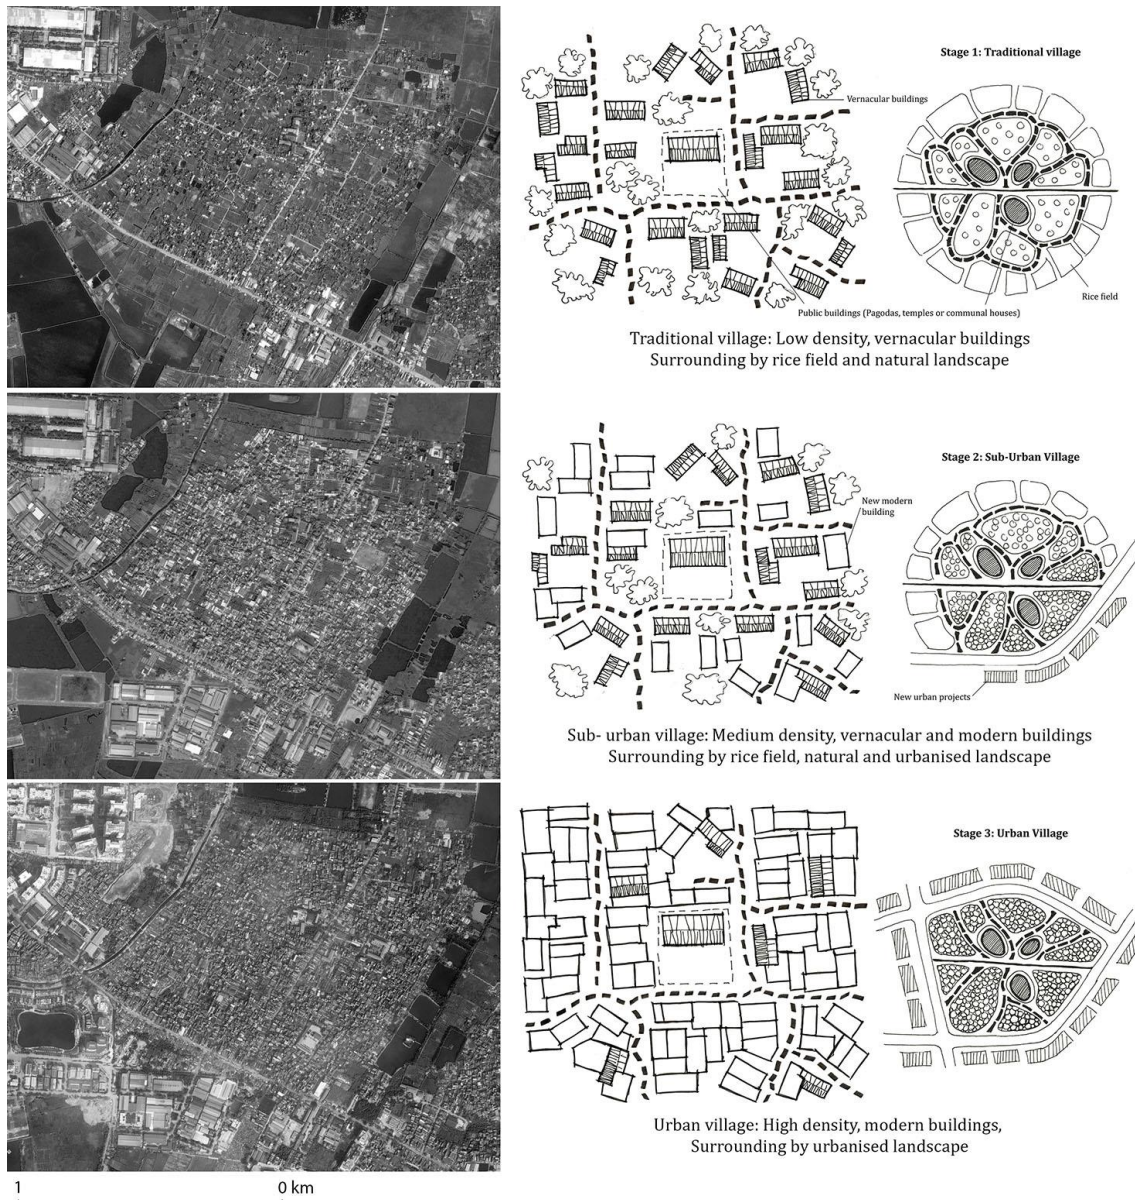 Stage 1: Traditional village
Vernacular buildings
Rice field
Public buildings (Pagodas, temples or communal houses)
Traditional village: Low density, vernacular buildings
Surrounding by rice field and natural landscape
Stage 2: Sub-Urban Village
New modern
building
New urban projects
Sub- urban village: Medium density, vernacular and modern buildings
Surrounding by rice field, natural and urbanised landscape
Stage 3: Urban Village
Urban village: High density, modern buildings,
Surrounding by urbanised landscape
1 0 km